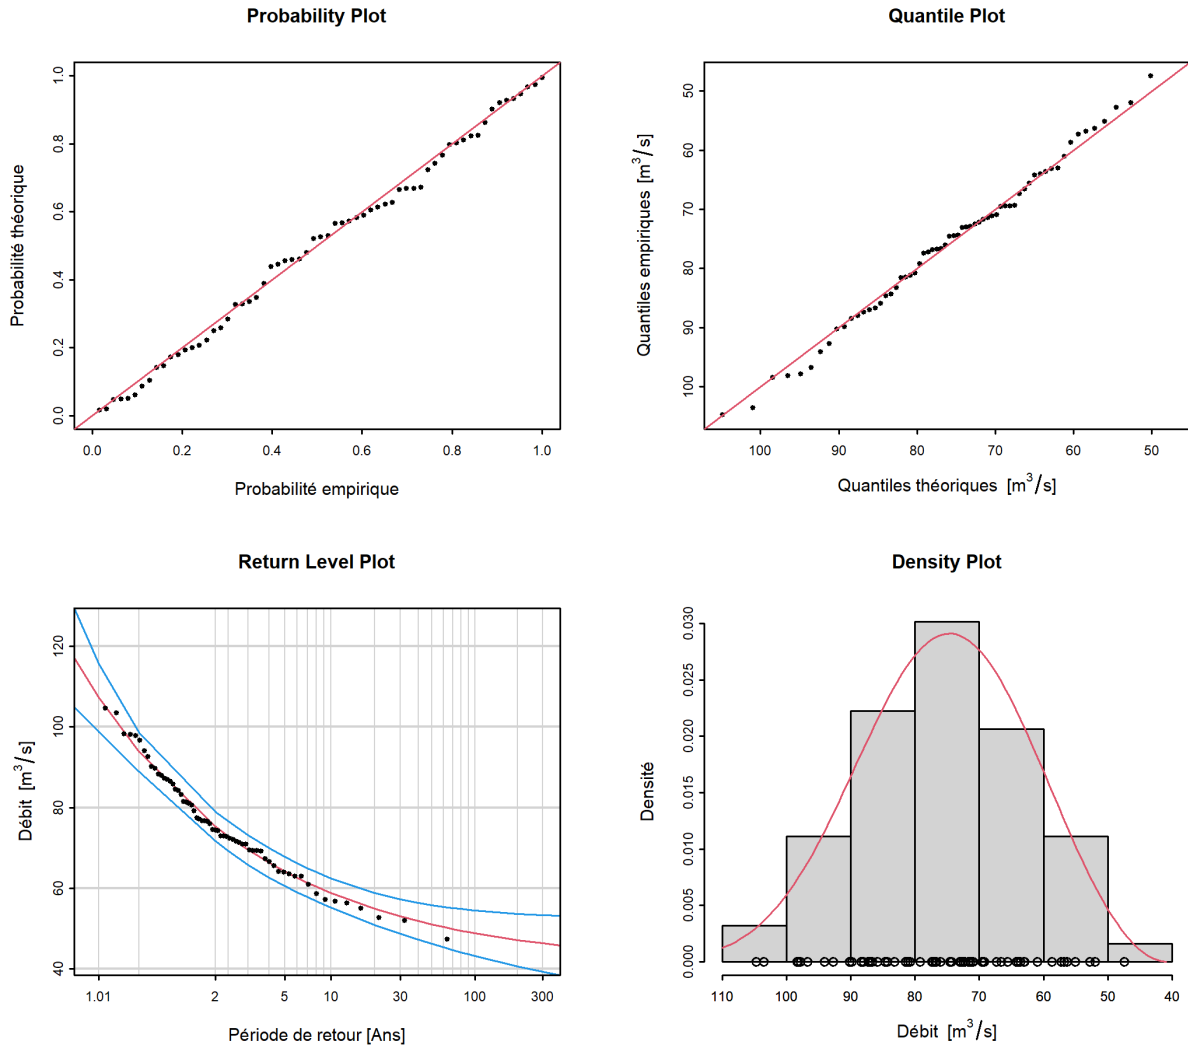 Probability Plot
Probabilité théorique
0.0 0.2 0.4 0.6 0.8 1.0
0.0 0.2 0.4 0.6 0.8 1.0
Probabilité empirique
Quantile Plot
Quantiles empiriques [m³/s]
50 60 70 80 90 100
100 90 80 70 60 50
Quantiles théoriques [m³/s]
Return Level Plot
Débit [m³/s]
40 60 80 100 120
1.01 2 5 10 30 100 300
Période de retour [Ans]
Density Plot
Densité
0.000 0.005 0.010 0.015 0.020 0.025 0.030
110 100 90 80 70 60 50 40
Débit [m³/s]